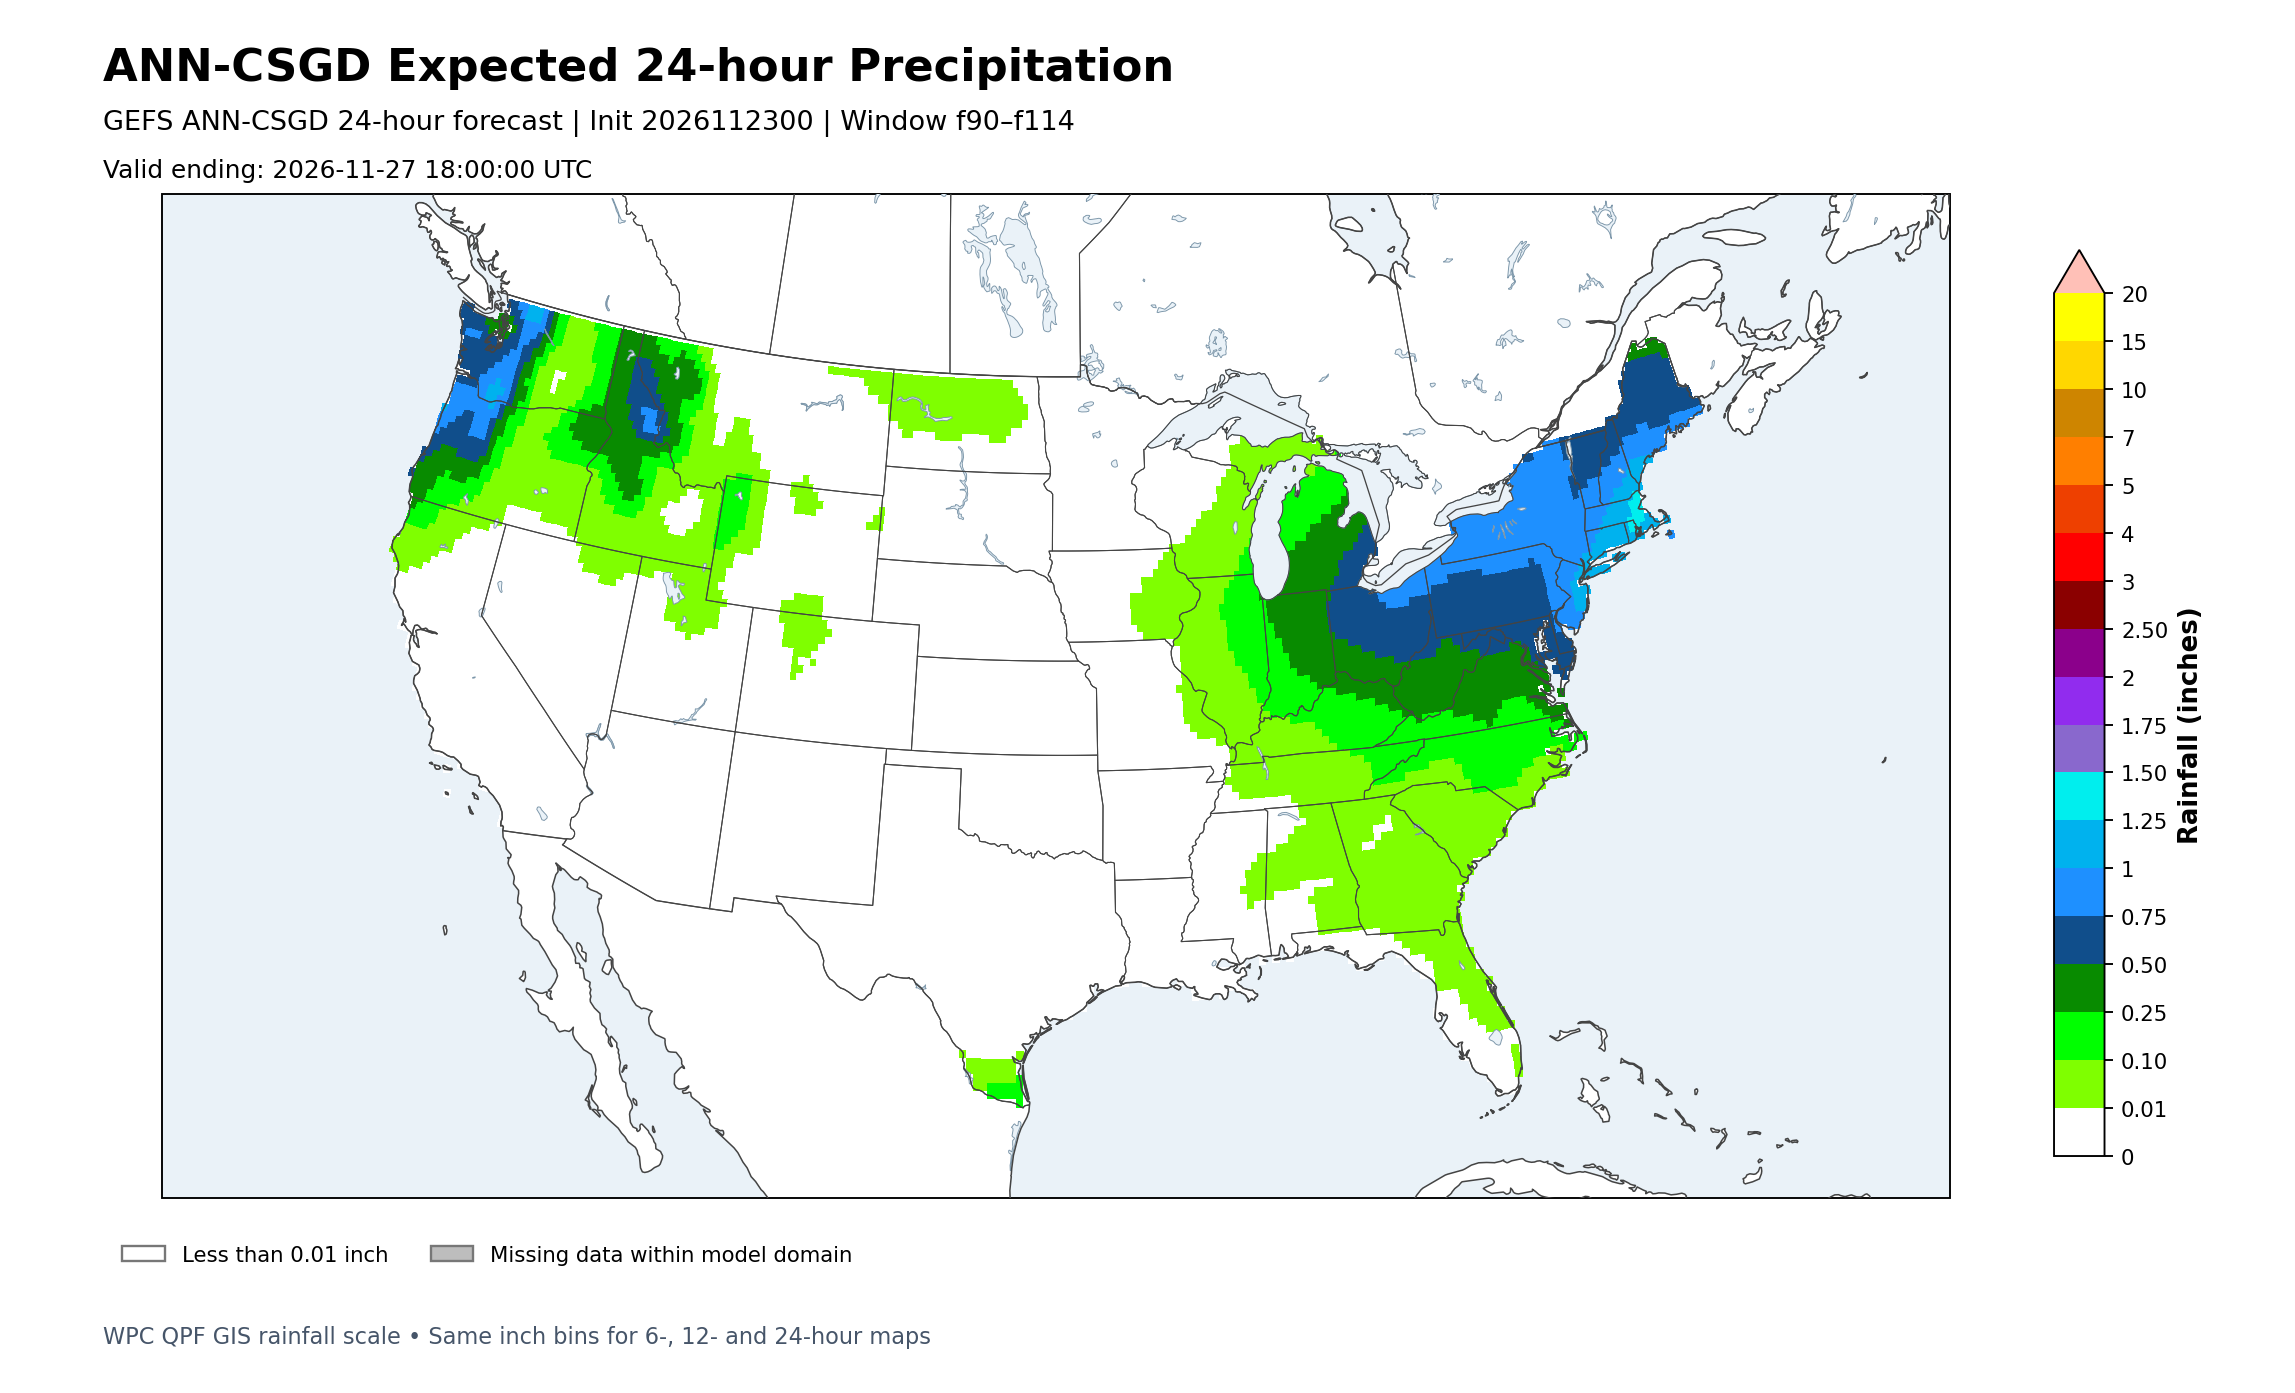 ANN-CSGD Expected 24-hour Precipitation
GEFS ANN-CSGD 24-hour forecast | Init 2026112300 | Window f90–f114
Valid ending: 2026-11-27 18:00:00 UTC
20
15
10
7
5
4
3
2.50
2
1.75
1.50
1.25
1
0.75
0.50
0.25
0.10
0.01
0
Rainfall (inches)
Less than 0.01 inch
Missing data within model domain
WPC QPF GIS rainfall scale • Same inch bins for 6-, 12- and 24-hour maps